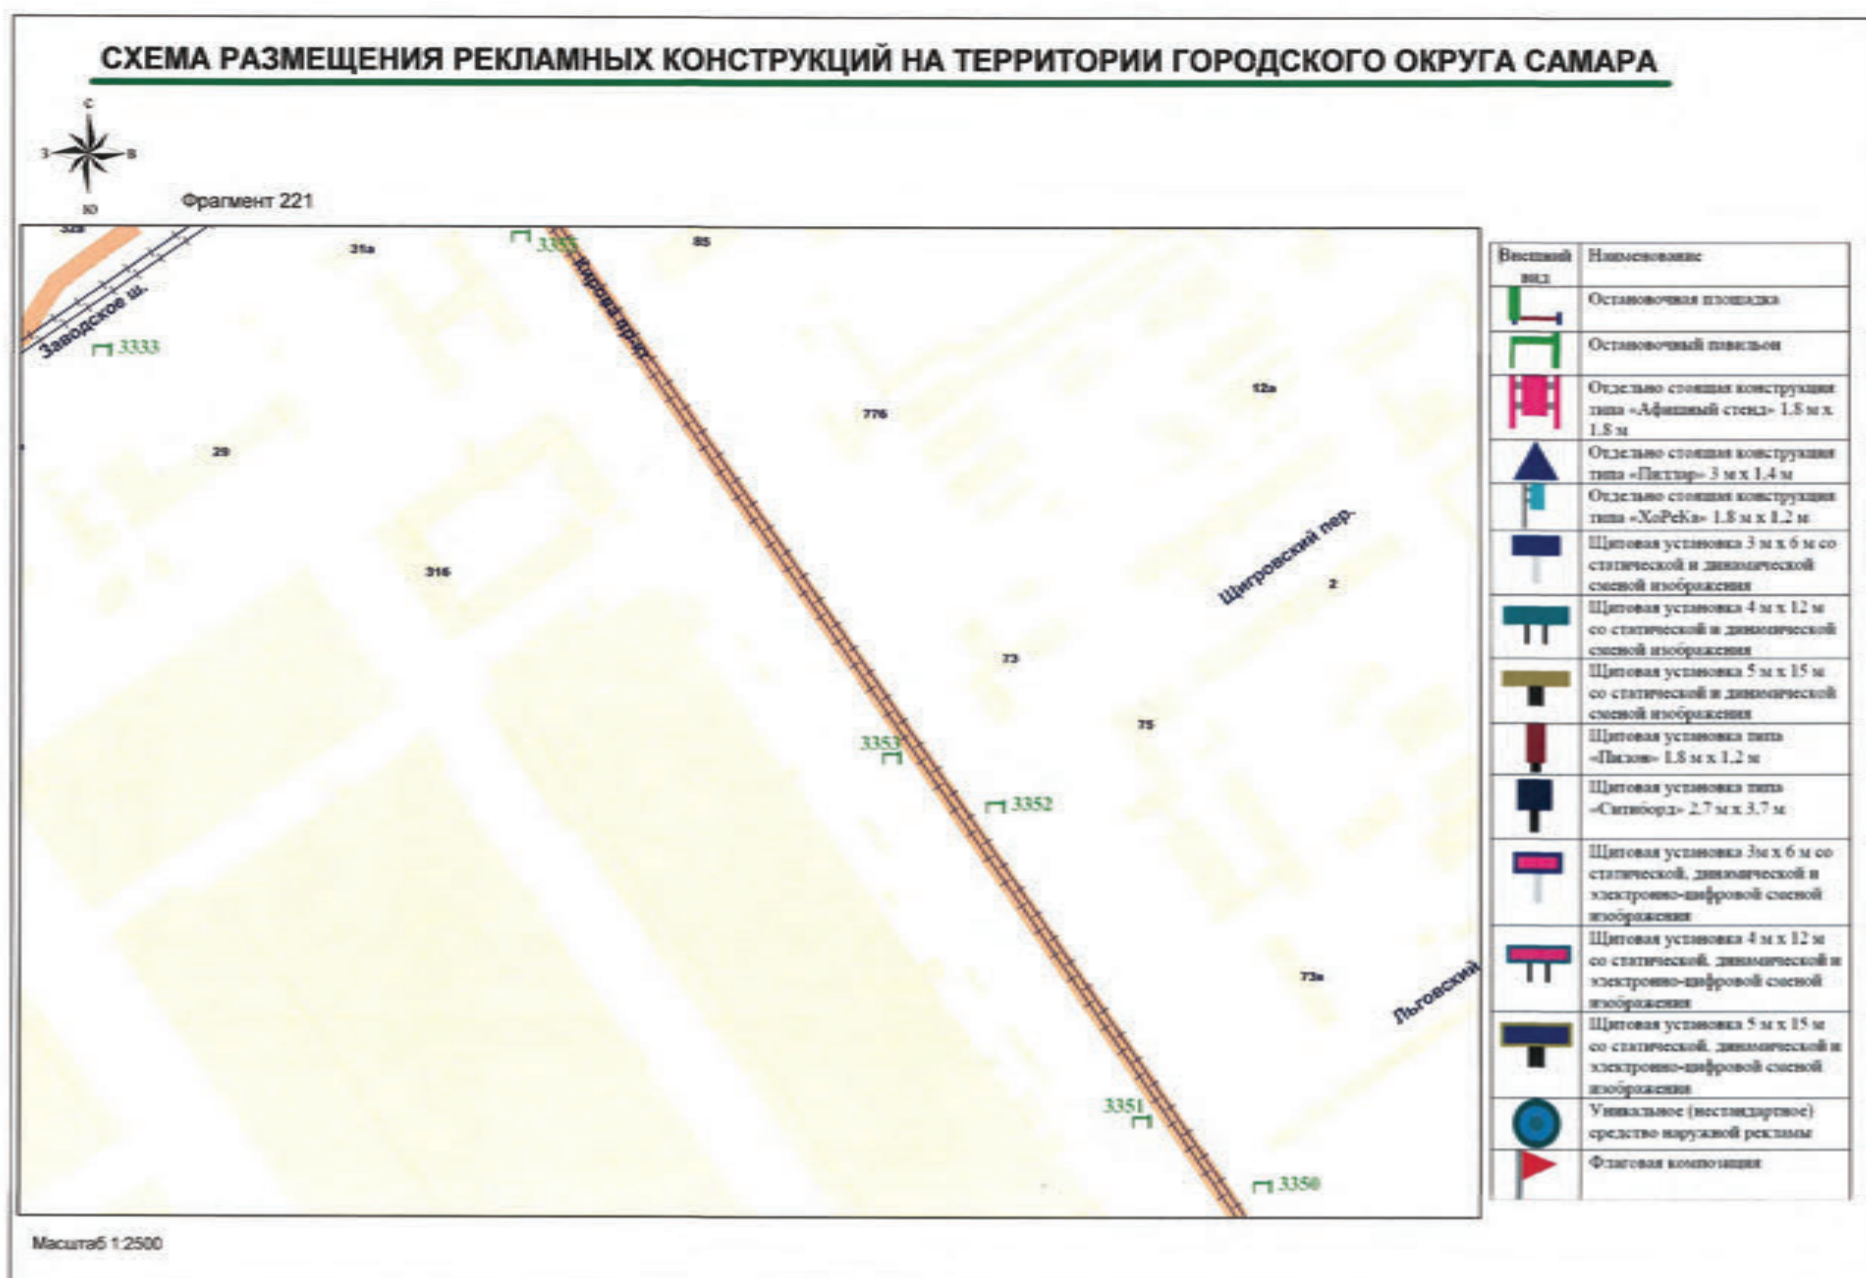 СХЕМА РАЗМЕЩЕНИЯ РЕКЛАМНЫХ КОНСТРУКЦИЙ НА ТЕРРИТОРИИ ГОРОДСКОГО ОКРУГА САМАРА
С
З В
Ю
Фрагмент 221
31а
85
Кирова пр-кт
Заводское ш.
3333
12а
776
29
Щигровский пер.
316
2
73
75
3353
3352
73а
Льговский
3351
3350
Масштаб 1:2500
Внешний вид
Наименование
Остановочная площадка
Остановочный павильон
Отдельно стоящая конструкция
типа «Афишный стенд» 1.8 м х
1.8 м
Отдельно стоящая конструкция
типа «Пиллар» 3 м х 1.4 м
Отдельно стоящая конструкция
типа «ХоРеКа» 1.8 м х 1.2 м
Щитовая установка 3 м х 6 м со
статической и динамической
сменой изображения
Щитовая установка 4 м х 12 м
со статической и динамической
сменой изображения
Щитовая установка 5 м х 15 м
со статической и динамической
сменой изображения
Щитовая установка типа
«Пилон» 1.8 м х 1.2 м
Щитовая установка типа
«Ситиборд» 2.7 м х 3.7 м
Щитовая установка 3м х 6 м со
статической, динамической и
электронно-цифровой сменой
изображения
Щитовая установка 4 м х 12 м
со статической, динамической и
электронно-цифровой сменой
изображения
Щитовая установка 5 м х 15 м
со статической, динамической и
электронно-цифровой сменой
изображения
Уникальное (нестандартное)
средство наружной рекламы
Флаговая композиция